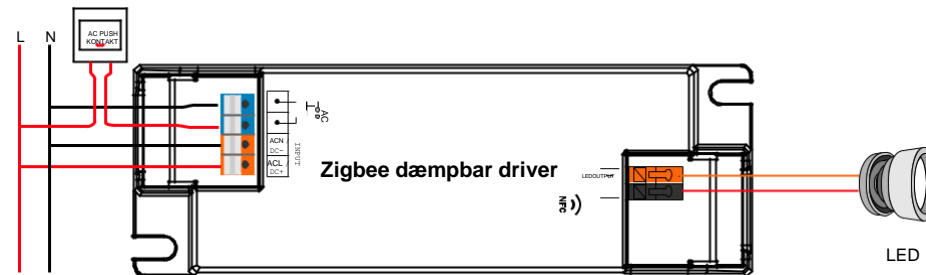 L N
AC PUSH
KONTAKT
AC
ACN /
DC−
ACL /
DC+
INPUT
Zigbee dæmpbar driver
LEDOUTPUT
NFC
LED